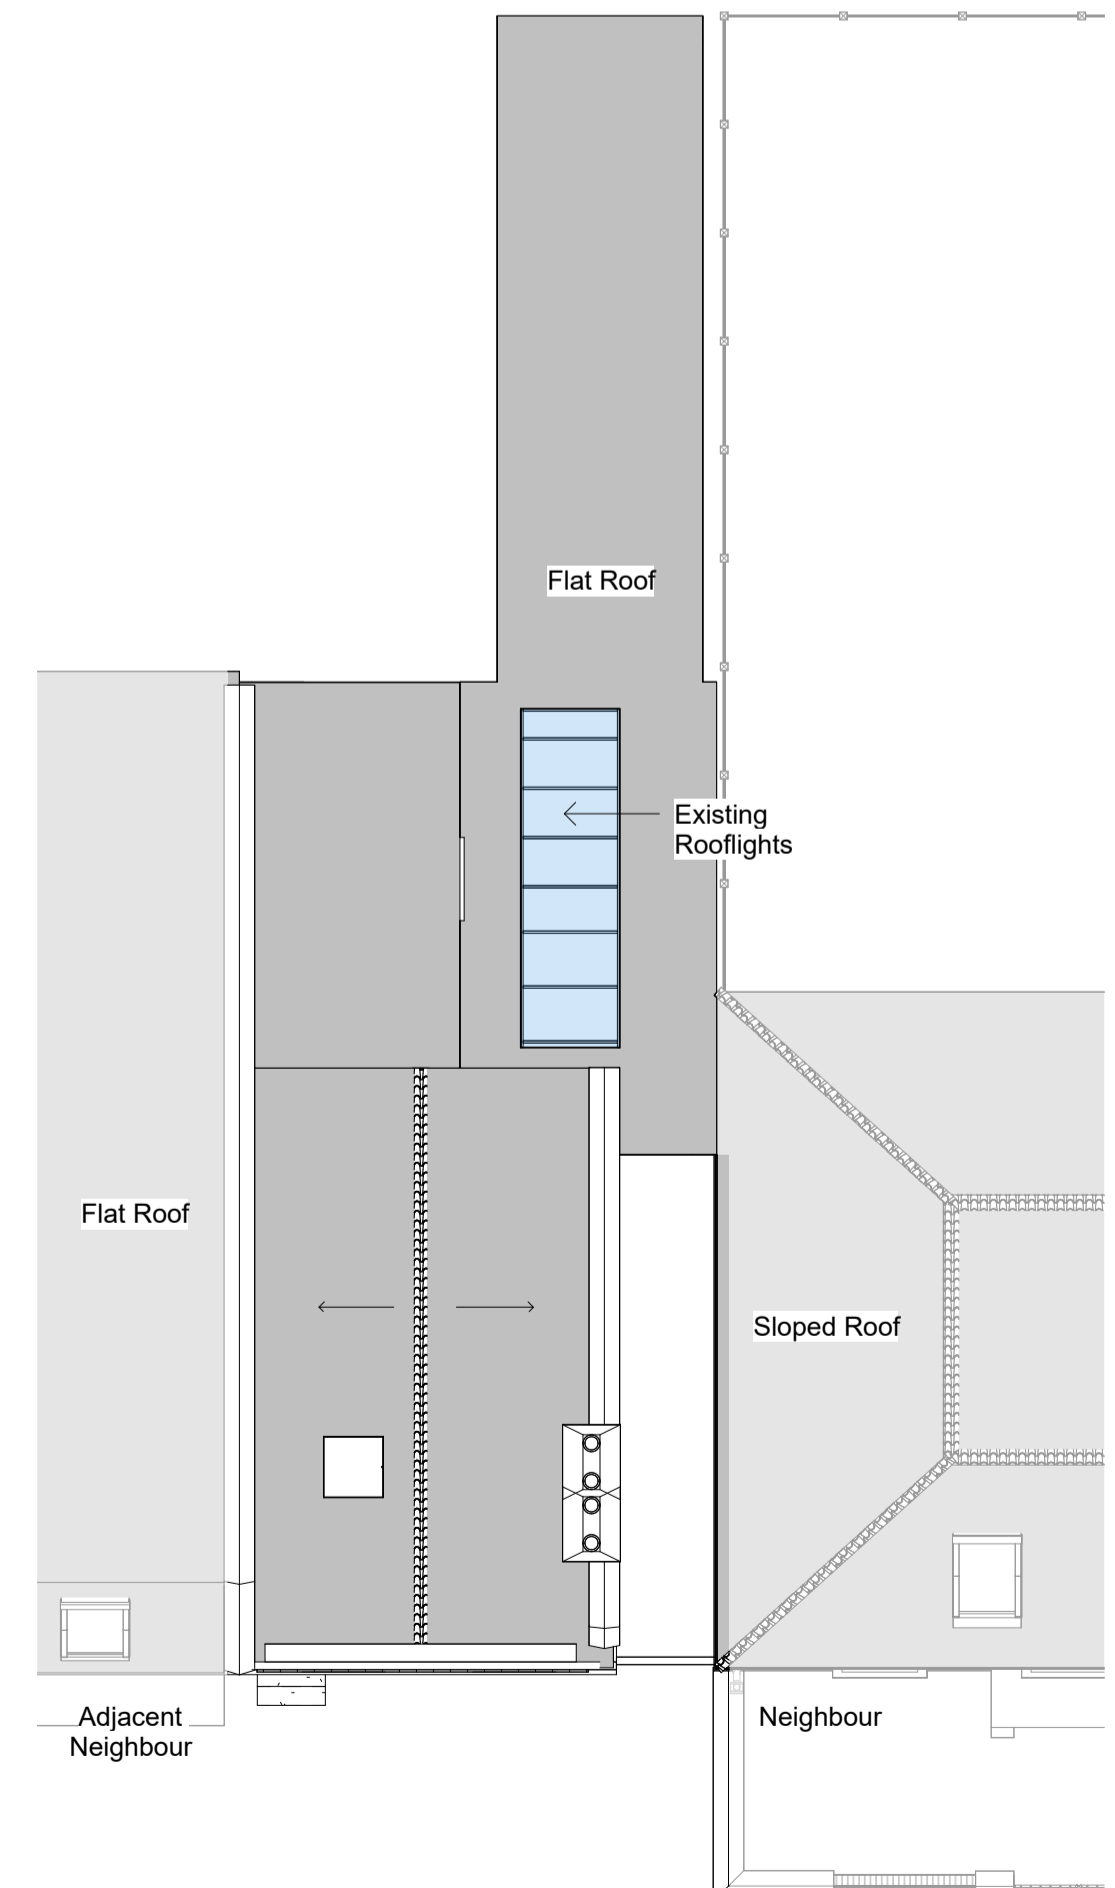 Flat Roof
Existing
Rooflights
Flat Roof
Sloped Roof
Adjacent
Neighbour
Neighbour